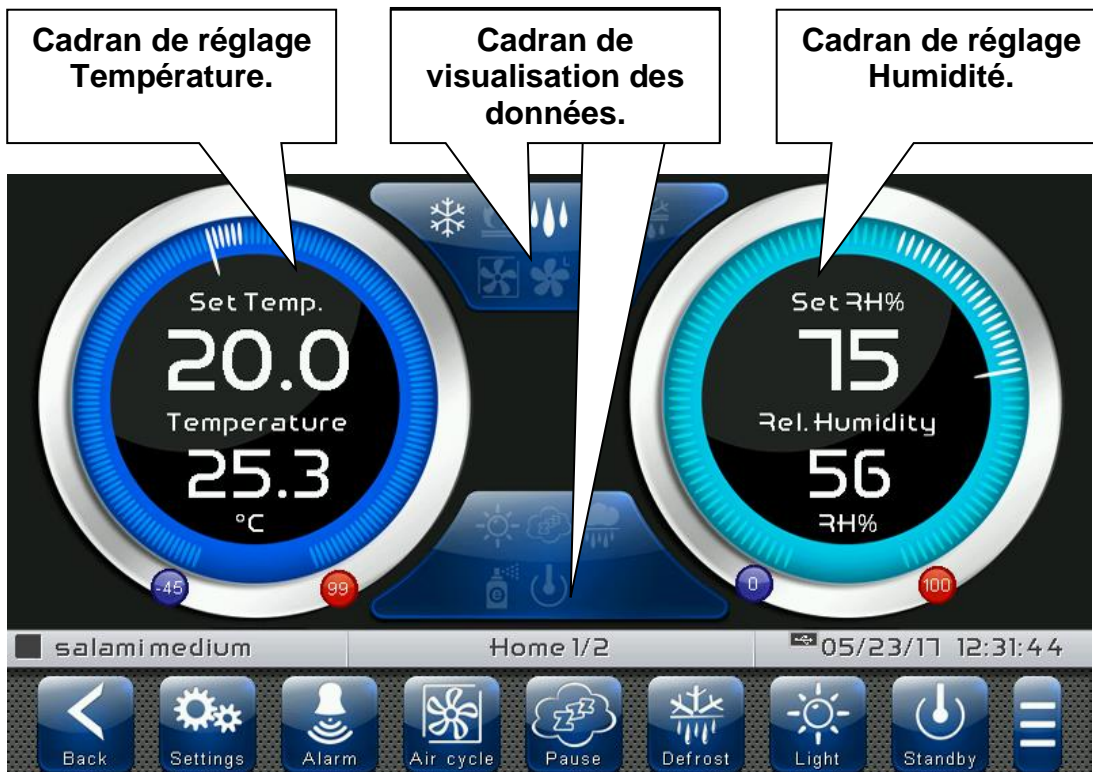 Cadran de réglage
Température.
Cadran de
visualisation des
données.
Cadran de réglage
Humidité.
L
Set Temp.
20.0
Temperature
25.3
°C
-45
99
Set RH%
75
Rel. Humidity
56
RH%
0
100
zzz
e
salami medium
Home 1/2
05/23/17 12:31:44
Back
Settings
Alarm
Air cycle
zzz
Pause
Defrost
Light
Standby